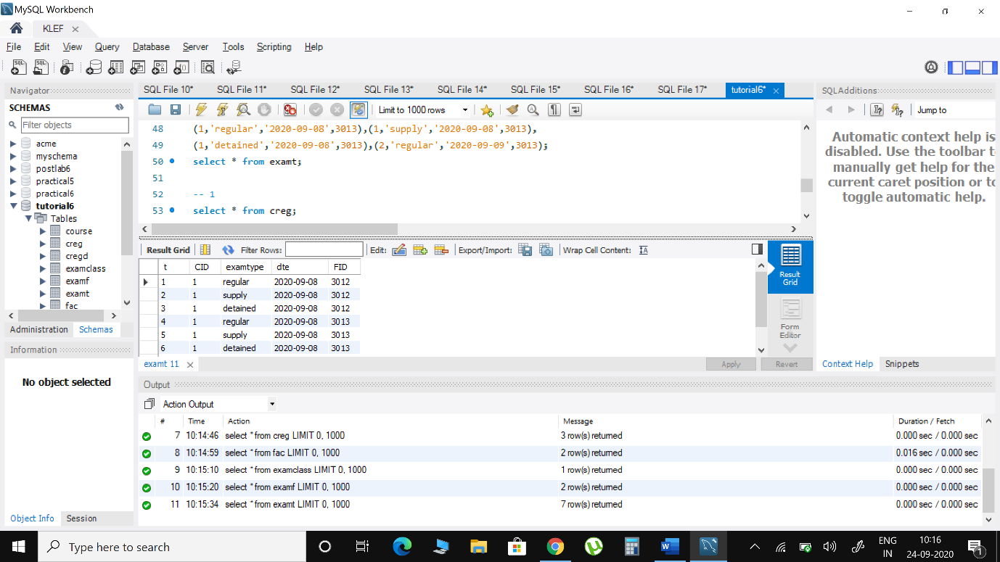 MySQL Workbench
KLEF
File Edit View Query Database Server Tools Scripting Help
Navigator
SCHEMAS
Filter objects
acme
myschema
postlab6
practical5
practical6
tutorial6
Tables
course
creg
cregd
examclass
examf
examt
fac
Administration Schemas
Information
No object selected
Object Info Session
SQL File 10* SQL File 11* SQL File 12* SQL File 13* SQL File 14* SQL File 15* SQL File 16* SQL File 17* tutorial6*
Limit to 1000 rows
48 (1,'regular','2020-09-08',3013),(1,'supply','2020-09-08',3013),
49 (1,'detained','2020-09-08',3013),(2,'regular','2020-09-09',3013);
50 select * from examt;
51
52 -- 1
53 select * from creg;
Result Grid Filter Rows: Edit: Export/Import: Wrap Cell Content:
t CID examtype dte FID
1 1 regular 2020-09-08 3012
2 1 supply 2020-09-08 3012
3 1 detained 2020-09-08 3012
4 1 regular 2020-09-08 3013
5 1 supply 2020-09-08 3013
6 1 detained 2020-09-08 3013
Result
Grid
Form
Editor
examt 11 Apply Revert
Output
Action Output
# Time Action Message Duration / Fetch
7 10:14:46 select * from creg LIMIT 0, 1000 3 row(s) returned 0.000 sec / 0.000 sec
8 10:14:59 select * from fac LIMIT 0, 1000 2 row(s) returned 0.016 sec / 0.000 sec
9 10:15:10 select * from examclass LIMIT 0, 1000 1 row(s) returned 0.000 sec / 0.000 sec
10 10:15:20 select * from examf LIMIT 0, 1000 2 row(s) returned 0.000 sec / 0.000 sec
11 10:15:34 select * from examt LIMIT 0, 1000 7 row(s) returned 0.000 sec / 0.000 sec
SQLAdditions
Jump to
Automatic context help is
disabled. Use the toolbar t
manually get help for the
current caret position or to
toggle automatic help.
Context Help Snippets
Type here to search
ENG
IN
10:16
24-09-2020
1